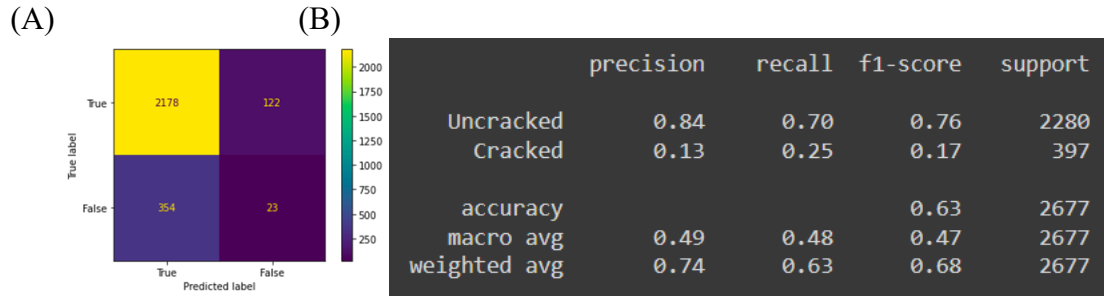 (A)
(B)
True
False
True label
2178
122
354
23
True
False
Predicted label
2000
1750
1500
1250
1000
750
500
250
precision recall f1-score support
Uncracked 0.84 0.70 0.76 2280
Cracked 0.13 0.25 0.17 397
accuracy 0.63 2677
macro avg 0.49 0.48 0.47 2677
weighted avg 0.74 0.63 0.68 2677